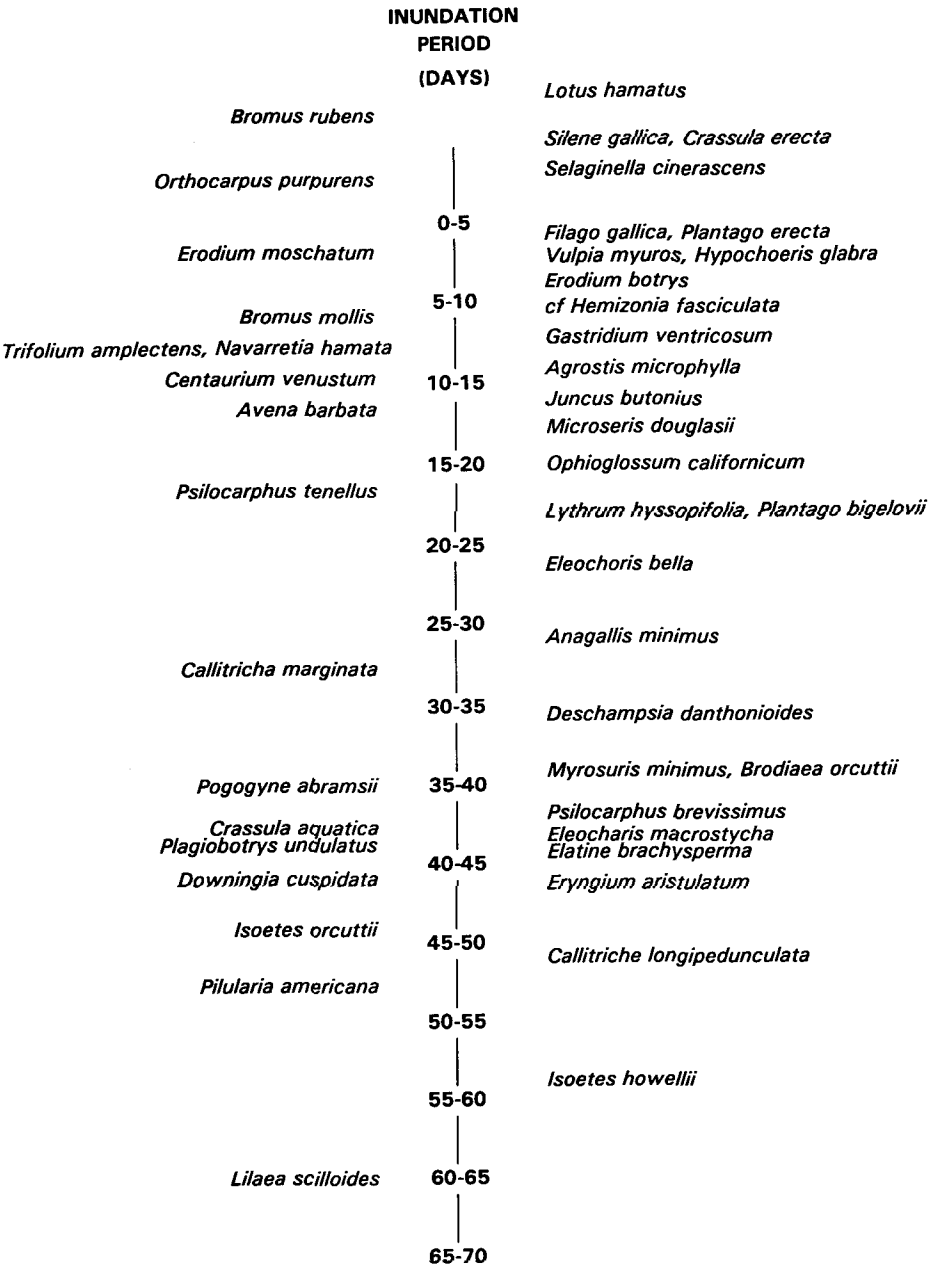 INUNDATION
PERIOD
(DAYS)
Lotus hamatus
Bromus rubens
Silene gallica, Crassula erecta
Selaginella cinerascens
Orthocarpus purpurens
0-5
Filago gallica, Plantago erecta
Erodium moschatum
Vulpia myuros, Hypochoeris glabra
Erodium botrys
5-10
cf Hemizonia fasciculata
Bromus mollis
Gastridium ventricosum
Trifolium amplectens, Navarretia hamata
Agrostis microphylla
Centaurium venustum
10-15
Juncus butonius
Avena barbata
Microseris douglasii
15-20
Ophioglossum californicum
Psilocarphus tenellus
Lythrum hyssopifolia, Plantago bigelovii
20-25
Eleochoris bella
25-30
Anagallis minimus
Callitricha marginata
30-35
Deschampsia danthonioides
Myrosuris minimus, Brodiaea orcuttii
Pogogyne abramsii
35-40
Psilocarphus brevissimus
Crassula aquatica
Eleocharis macrostycha
Plagiobotrys undulatus
Elatine brachysperma
40-45
Downingia cuspidata
Eryngium aristulatum
Isoetes orcuttii
45-50
Callitriche longipedunculata
Pilularia americana
50-55
Isoetes howellii
55-60
Lilaea scilloides
60-65
65-70